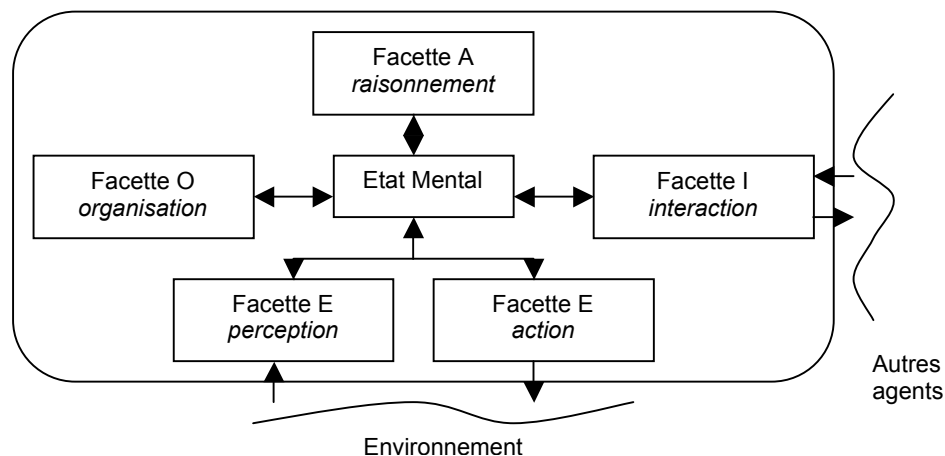 Facette A
raisonnement
Facette O
organisation
Etat Mental
Facette I
interaction
Facette E
perception
Facette E
action
Autres
agents
Environnement